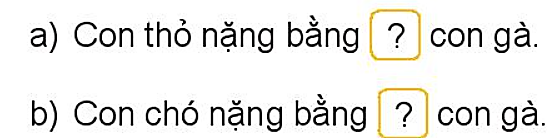 a) Con thỏ nặng bằng ? con gà.
b) Con chó nặng bằng ? con gà.